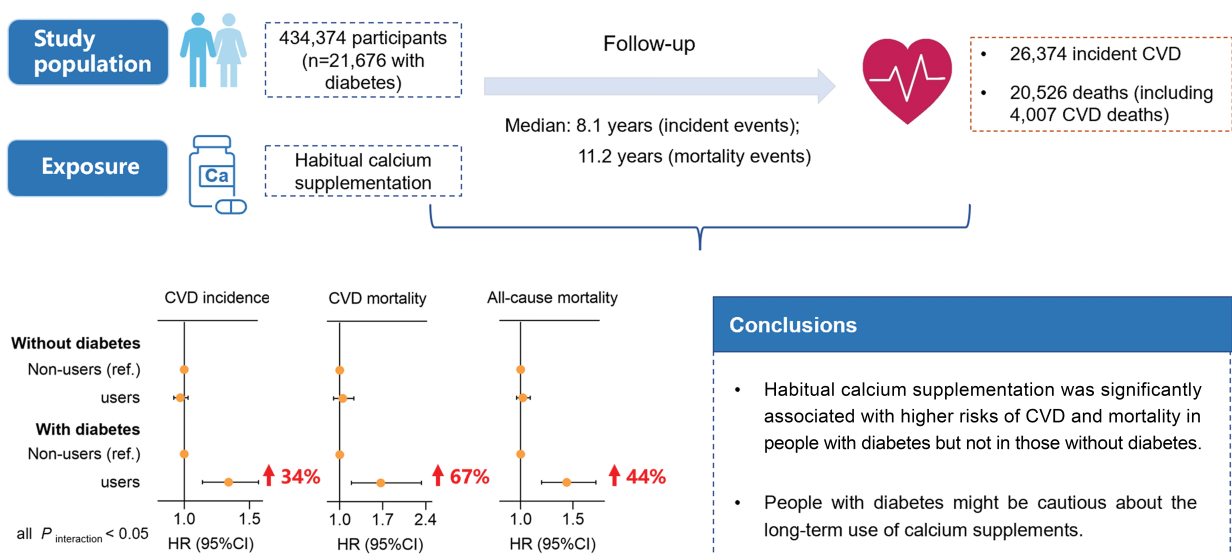 Study
population
434,374 participants
(n=21,676 with
diabetes)
Follow-up
Median: 8.1 years (incident events);
11.2 years (mortality events)
• 26,374 incident CVD
• 20,526 deaths (including
4,007 CVD deaths)
Exposure
Ca
Habitual calcium
supplementation
CVD incidence
CVD mortality
All-cause mortality
Without diabetes
Non-users (ref.)
users
With diabetes
Non-users (ref.)
users
34%
67%
44%
1.0 1.5
1.0 1.7 2.4
1.0 1.5
HR (95%CI)
HR (95%CI)
HR (95%CI)
all P interaction < 0.05
Conclusions
• Habitual calcium supplementation was significantly
associated with higher risks of CVD and mortality in
people with diabetes but not in those without diabetes.
• People with diabetes might be cautious about the
long-term use of calcium supplements.